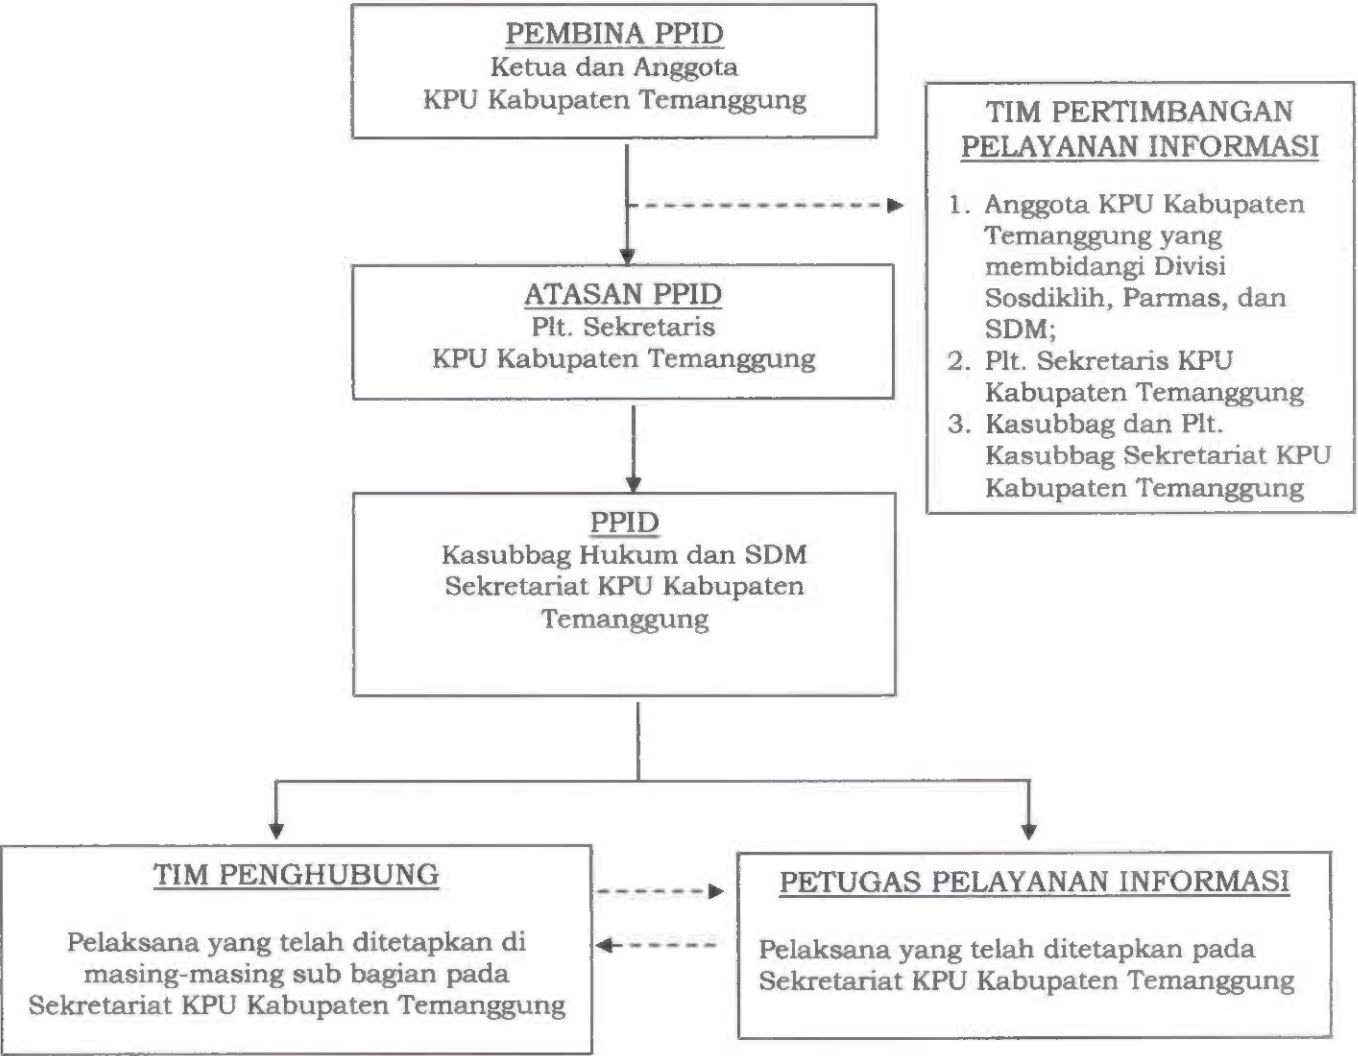 PEMBINA PPID
Ketua dan Anggota
KPU Kabupaten Temanggung
TIM PERTIMBANGAN
PELAYANAN INFORMASI
1. Anggota KPU Kabupaten
Temanggung yang
membidangi Divisi
Sosdiklih, Parmas, dan
SDM;
2. Plt. Sekretaris KPU
Kabupaten Temanggung
3. Kasubbag dan Plt.
Kasubbag Sekretariat KPU
Kabupaten Temanggung
ATASAN PPID
Plt. Sekretaris
KPU Kabupaten Temanggung
PPID
Kasubbag Hukum dan SDM
Sekretariat KPU Kabupaten
Temanggung
TIM PENGHUBUNG
Pelaksana yang telah ditetapkan di
masing-masing sub bagian pada
Sekretariat KPU Kabupaten Temanggung
PETUGAS PELAYANAN INFORMASI
Pelaksana yang telah ditetapkan pada
Sekretariat KPU Kabupaten Temanggung